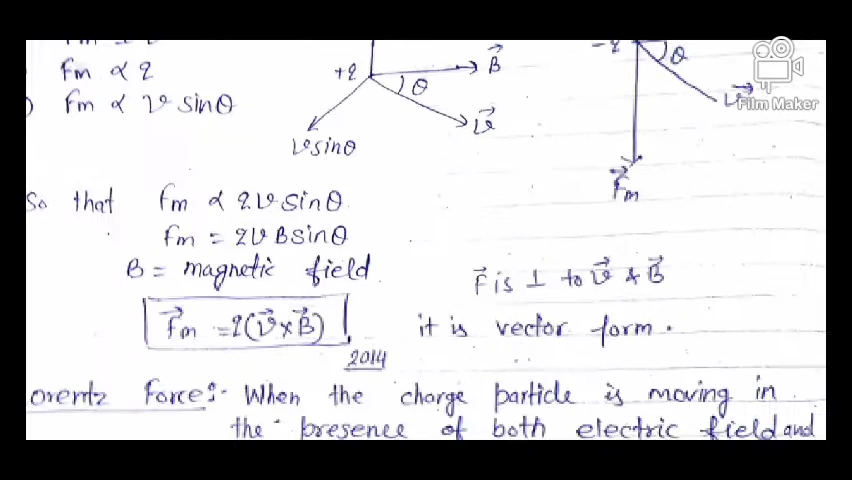 Fm ∝ q
) Fm ∝ v sinθ
+q
θ
B⃗
v⃗
v sinθ
-q
θ
v⃗
F⃗m
Film Maker
So that Fm ∝ qv sinθ
Fm = qvB sinθ
B = magnetic field
F⃗ is ⊥ to v⃗ & B⃗
F⃗m = q(v⃗×B⃗)
it is vector form.
2014
orentz Force:- When the charge particle is moving in
the presence of both electric field and